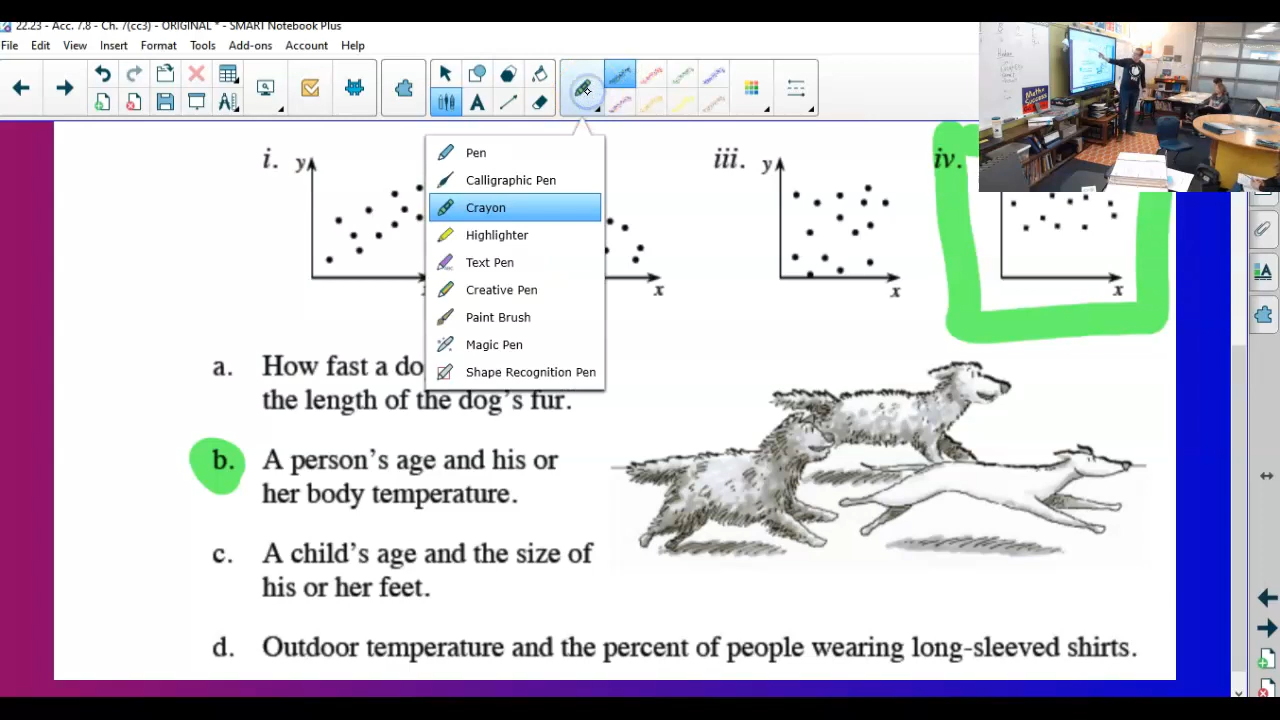 22.23 - Acc. 7.8 - Ch. 7(cc3) - ORIGINAL * - SMART Notebook Plus
File Edit View Insert Format Tools Add-ons Account Help
i. y
iii. y
iv.
Pen
Calligraphic Pen
Crayon
Highlighter
Text Pen
Creative Pen
Paint Brush
Magic Pen
Shape Recognition Pen
x
x
x
a. How fast a do
the length of the dog's fur.
b. A person's age and his or
her body temperature.
c. A child's age and the size of
his or her feet.
d. Outdoor temperature and the percent of people wearing long-sleeved shirts.